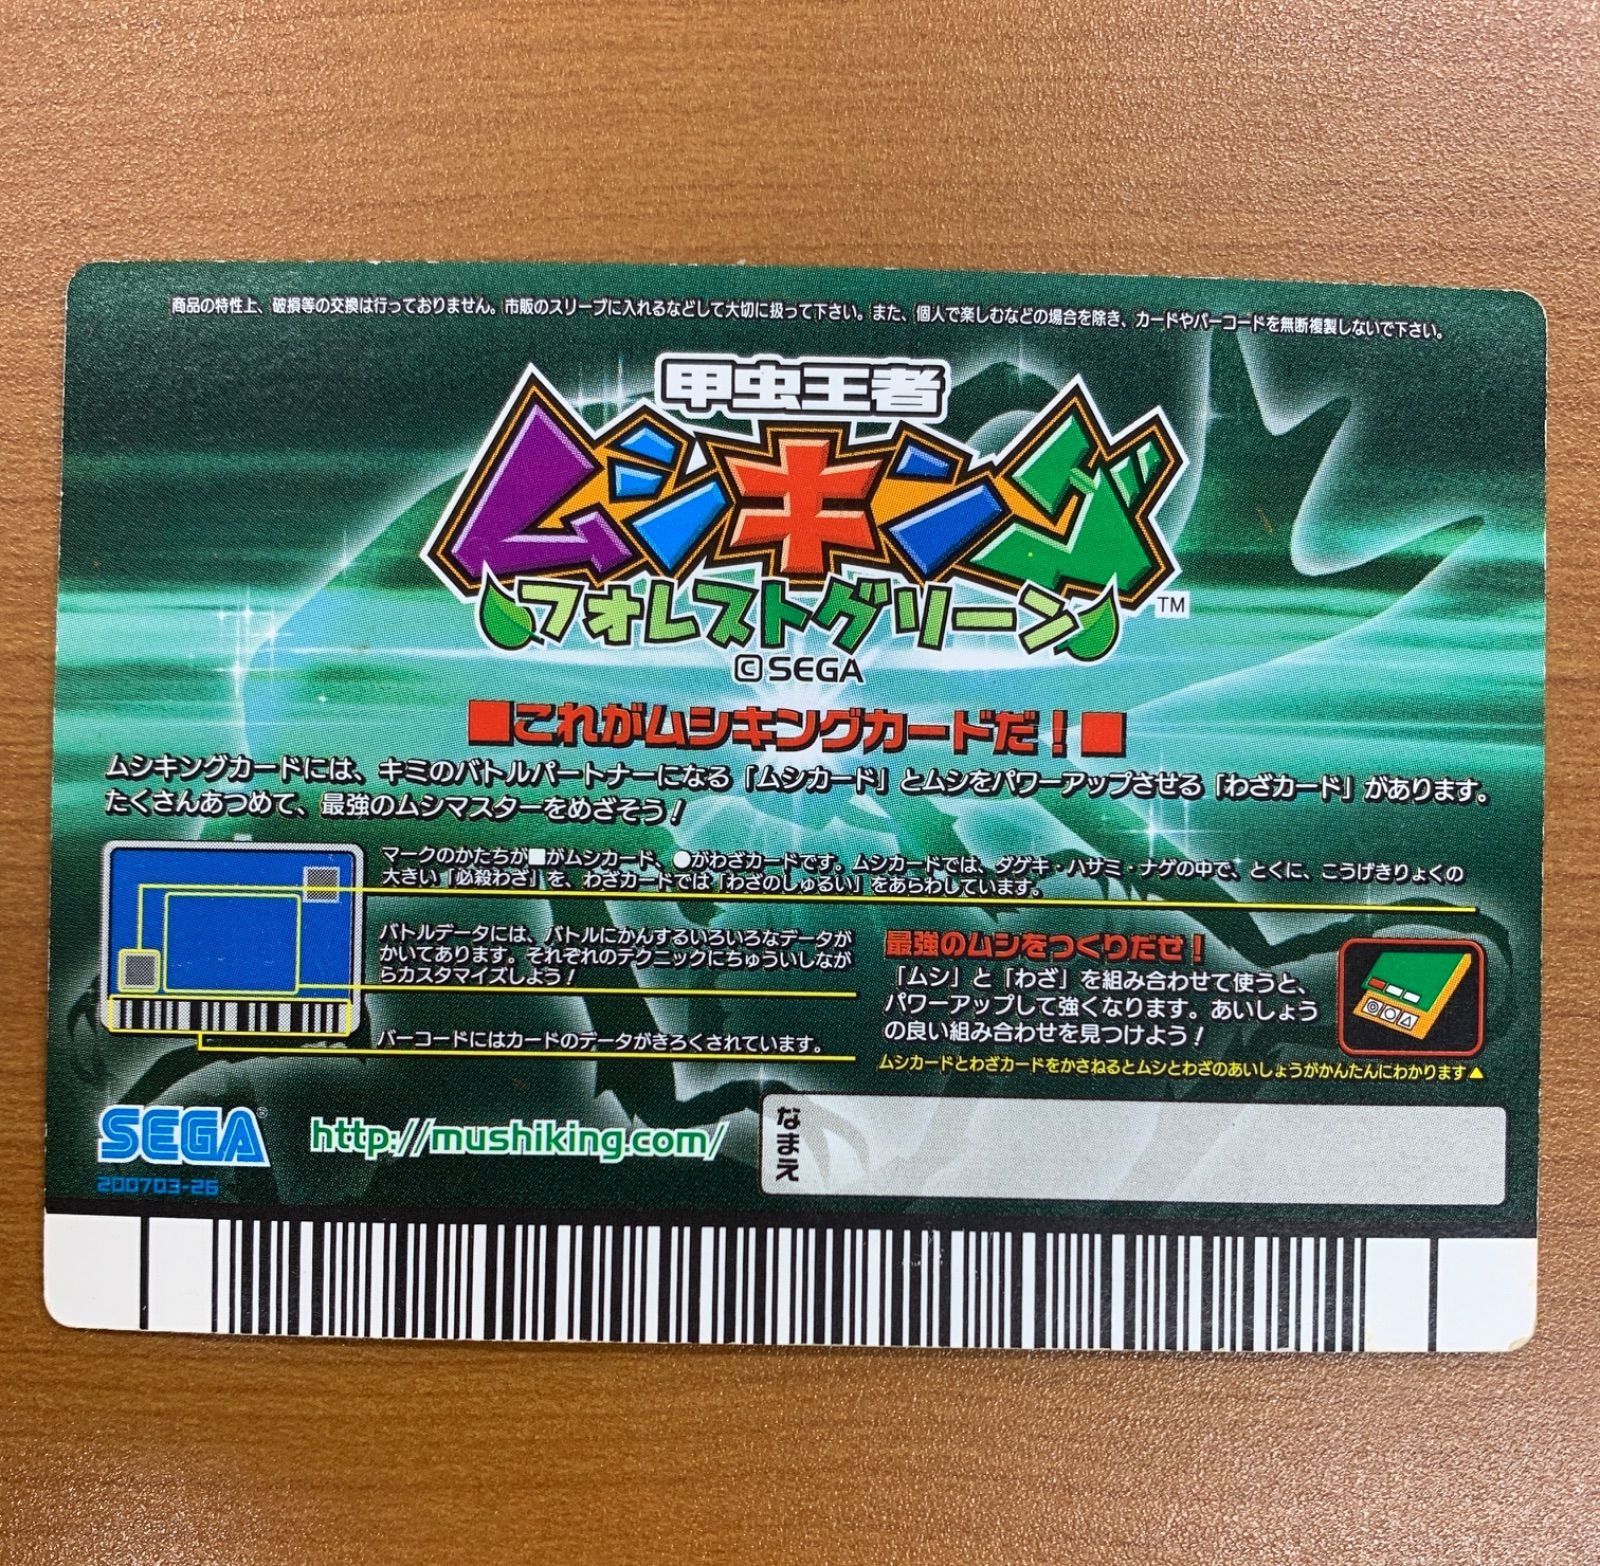 商品の特性上、破損等の交換は行っておりません。市販のスリーブに入れるなどして大切に扱って下さい。また、個人で楽しむなどの場合を除き、カードやバーコードを無断複製しないで下さい。
甲虫王者
ムシキング
フォレストグリーン
TM
©SEGA
■これがムシキングカードだ！■
ムシキングカードには、キミのバトルパートナーになる「ムシカード」とムシをパワーアップさせる「わざカード」があります。
たくさんあつめて、最強のムシマスターをめざそう！
マークのかたちが■がムシカード、●がわざカードです。ムシカードでは、ダゲキ・ハサミ・ナゲの中で、とくに、こうげきりょくの
大きい「必殺わざ」を、わざカードでは「わざのしゅるい」をあらわしています。
バトルデータには、バトルにかんするいろいろなデータが
かいてあります。それぞれのテクニックにちゅういしなが
らカスタマイズしよう！
バーコードにはカードのデータがきろくされています。
最強のムシをつくりだせ！
「ムシ」と「わざ」を組み合わせて使うと、
パワーアップして強くなります。あいしょう
の良い組み合わせを見つけよう！
ムシカードとわざカードをかさねるとムシとわざのあいしょうがかんたんにわかります▲
SEGA®
http://mushiking.com/
なまえ
200703-26